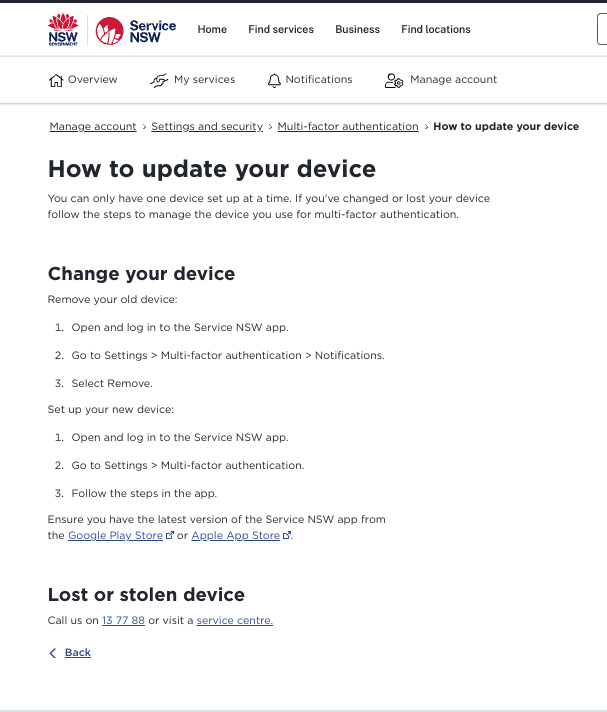 NSW
GOVERNMENT
Service
NSW
Home Find services Business Find locations
Overview My services Notifications Manage account
Manage account › Settings and security › Multi-factor authentication › How to update your device
How to update your device
You can only have one device set up at a time. If you've changed or lost your device
follow the steps to manage the device you use for multi-factor authentication.
Change your device
Remove your old device:
1. Open and log in to the Service NSW app.
2. Go to Settings > Multi-factor authentication > Notifications.
3. Select Remove.
Set up your new device:
1. Open and log in to the Service NSW app.
2. Go to Settings > Multi-factor authentication.
3. Follow the steps in the app.
Ensure you have the latest version of the Service NSW app from
the Google Play Store or Apple App Store.
Lost or stolen device
Call us on 13 77 88 or visit a service centre.
Back